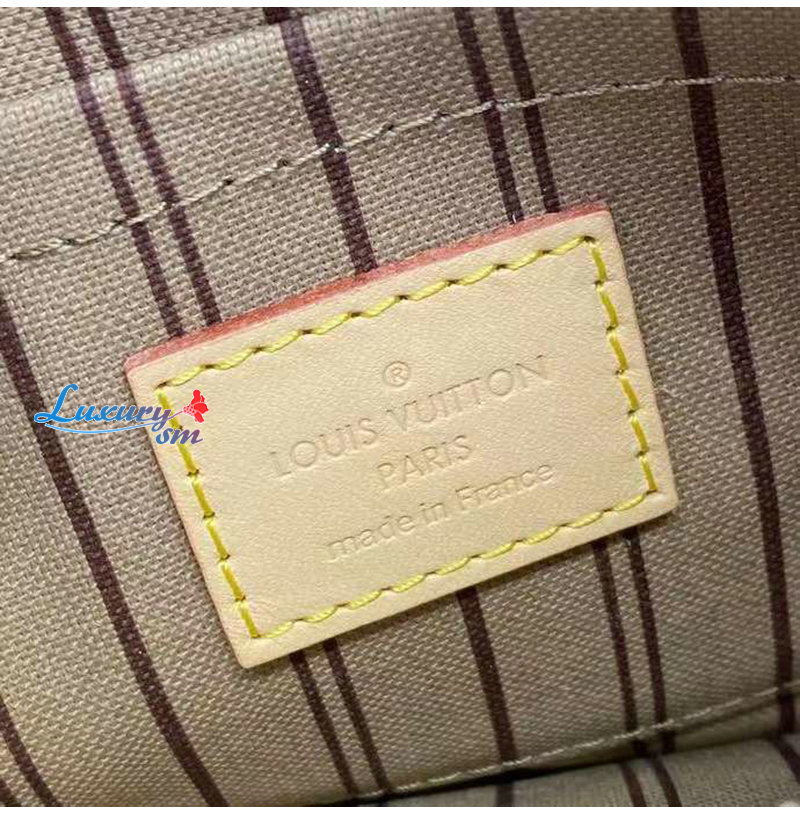 ®
LOUIS VUITTON
PARIS
made in France
Luxury
sm